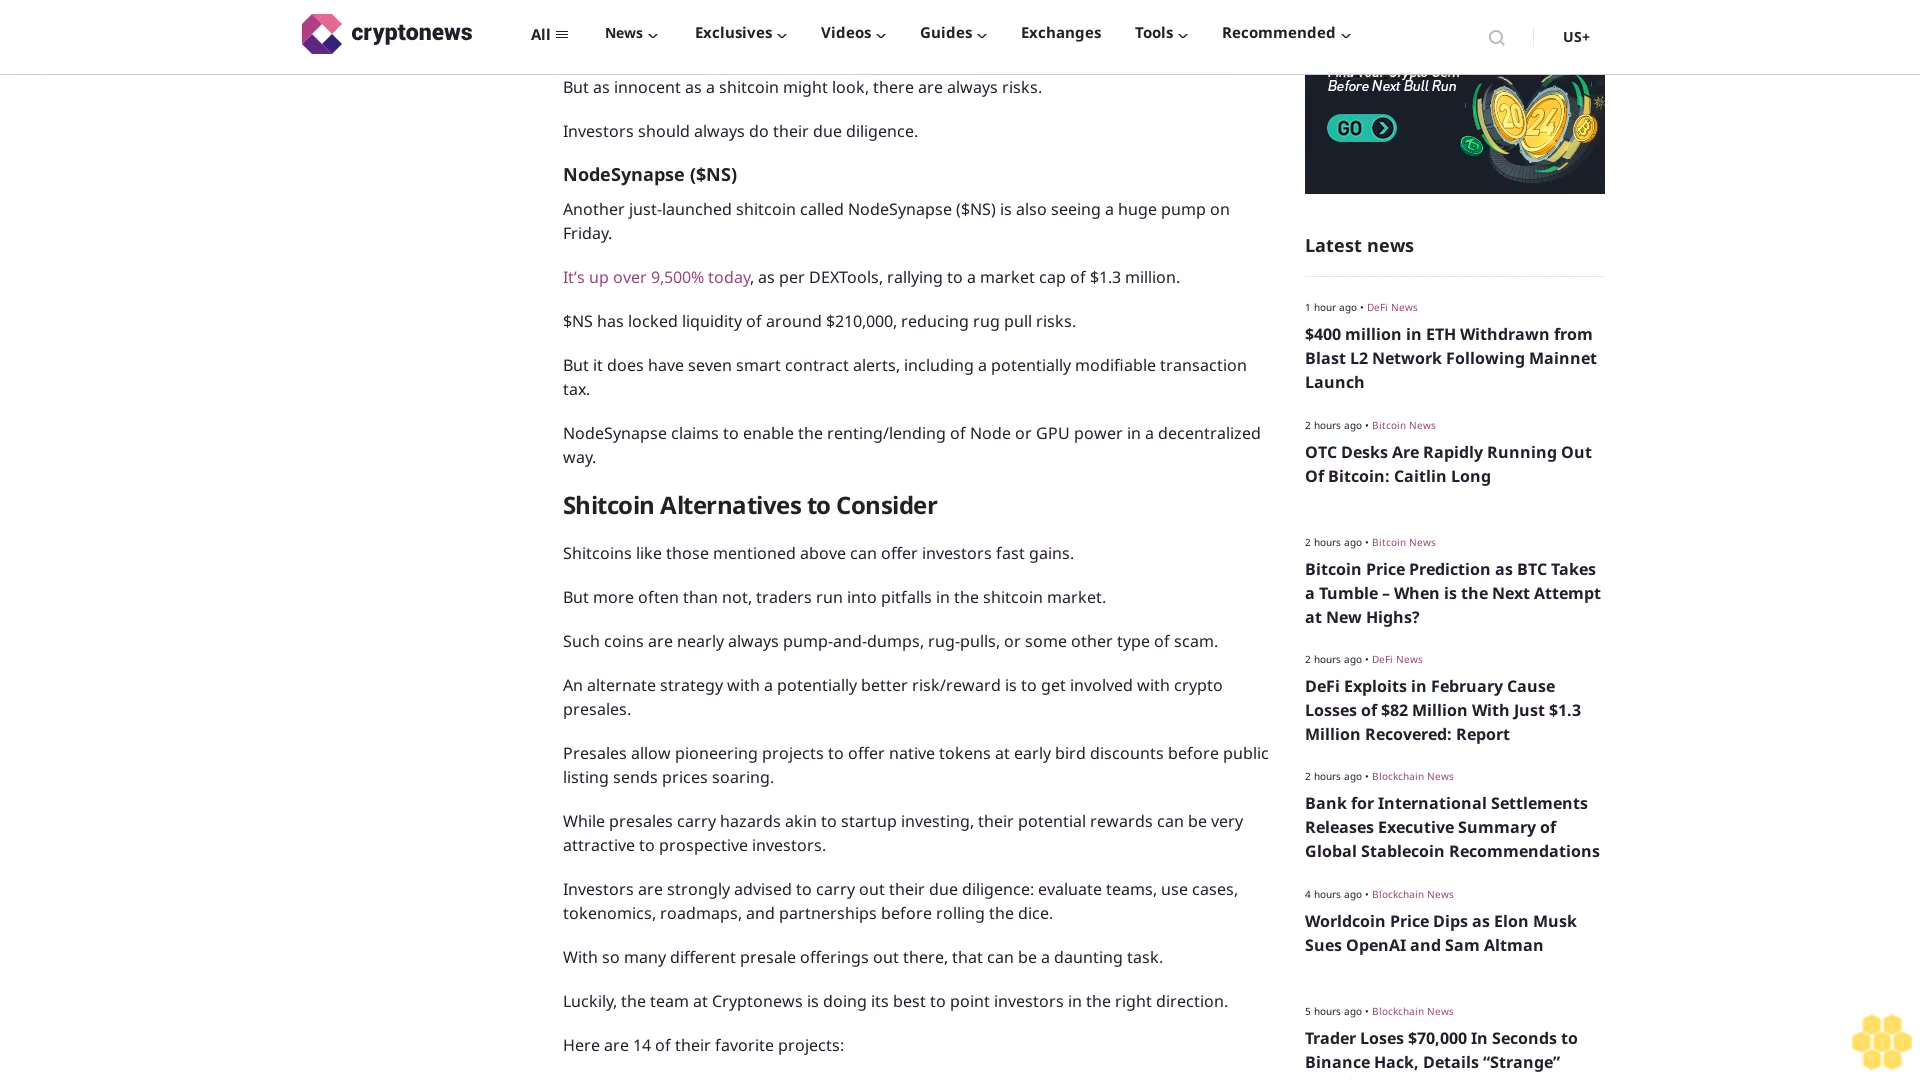 cryptonews
All
News
Exclusives
Videos
Guides
Exchanges
Tools
Recommended
US+
But as innocent as a shitcoin might look, there are always risks.
Investors should always do their due diligence.
NodeSynapse ($NS)
Another just-launched shitcoin called NodeSynapse ($NS) is also seeing a huge pump on
Friday.
It’s up over 9,500% today, as per DEXTools, rallying to a market cap of $1.3 million.
$NS has locked liquidity of around $210,000, reducing rug pull risks.
But it does have seven smart contract alerts, including a potentially modifiable transaction
tax.
NodeSynapse claims to enable the renting/lending of Node or GPU power in a decentralized
way.
Shitcoin Alternatives to Consider
Shitcoins like those mentioned above can offer investors fast gains.
But more often than not, traders run into pitfalls in the shitcoin market.
Such coins are nearly always pump-and-dumps, rug-pulls, or some other type of scam.
An alternate strategy with a potentially better risk/reward is to get involved with crypto
presales.
Presales allow pioneering projects to offer native tokens at early bird discounts before public
listing sends prices soaring.
While presales carry hazards akin to startup investing, their potential rewards can be very
attractive to prospective investors.
Investors are strongly advised to carry out their due diligence: evaluate teams, use cases,
tokenomics, roadmaps, and partnerships before rolling the dice.
With so many different presale offerings out there, that can be a daunting task.
Luckily, the team at Cryptonews is doing its best to point investors in the right direction.
Here are 14 of their favorite projects:
Find Your Crypto Gem
Before Next Bull Run
GO
20
24
Latest news
1 hour ago • DeFi News
$400 million in ETH Withdrawn from
Blast L2 Network Following Mainnet
Launch
2 hours ago • Bitcoin News
OTC Desks Are Rapidly Running Out
Of Bitcoin: Caitlin Long
2 hours ago • Bitcoin News
Bitcoin Price Prediction as BTC Takes
a Tumble – When is the Next Attempt
at New Highs?
2 hours ago • DeFi News
DeFi Exploits in February Cause
Losses of $82 Million With Just $1.3
Million Recovered: Report
2 hours ago • Blockchain News
Bank for International Settlements
Releases Executive Summary of
Global Stablecoin Recommendations
4 hours ago • Blockchain News
Worldcoin Price Dips as Elon Musk
Sues OpenAI and Sam Altman
5 hours ago • Blockchain News
Trader Loses $70,000 In Seconds to
Binance Hack, Details “Strange”